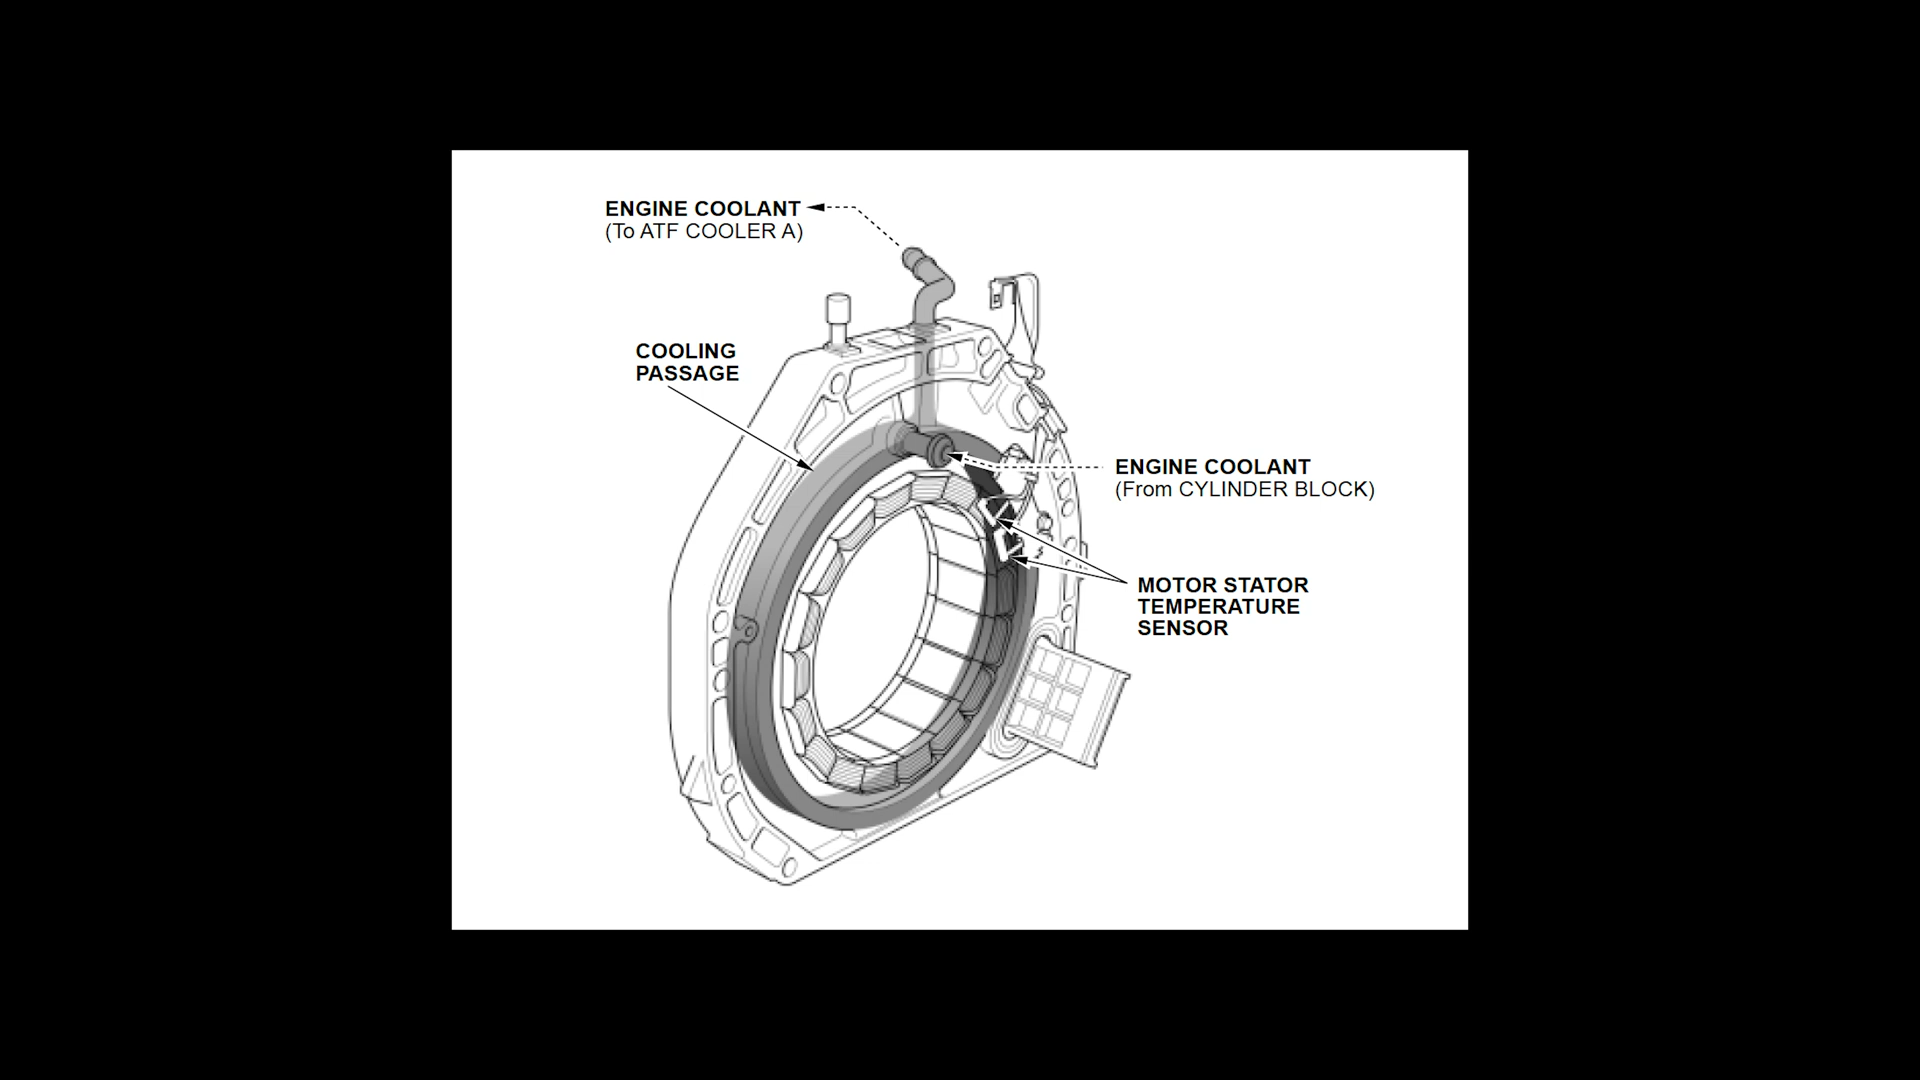 ENGINE COOLANT
(To ATF COOLER A)
COOLING
PASSAGE
ENGINE COOLANT
(From CYLINDER BLOCK)
MOTOR STATOR
TEMPERATURE
SENSOR